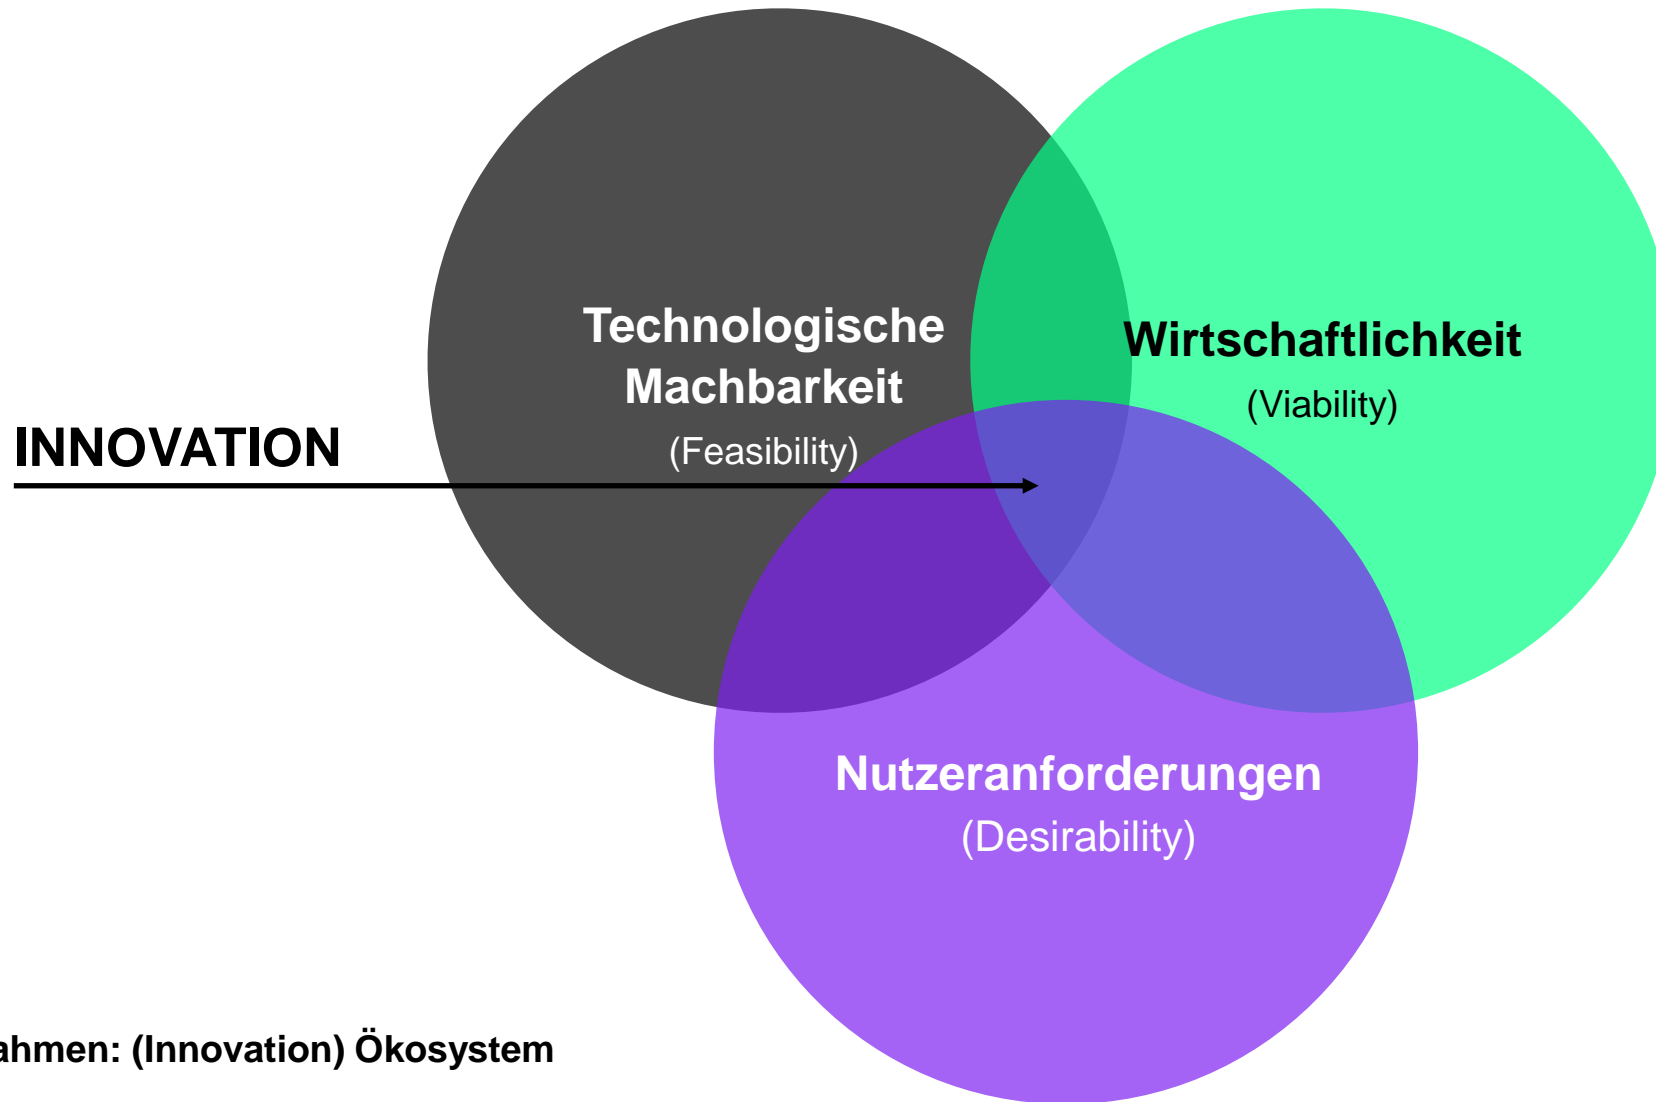 Technologische
Machbarkeit
(Feasibility)
Wirtschaftlichkeit
(Viability)
INNOVATION
Nutzeranforderungen
(Desirability)
ahmen: (Innovation) Ökosystem